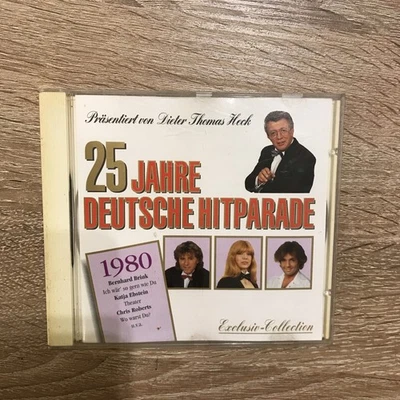 Präsentiert von Dieter Thomas Heck
25 JAHRE
DEUTSCHE HITPARADE
1980
Bernhard Brink
Ich wär' so gern wie Du
Katja Ebstein
Theater
Chris Roberts
Wo warst Du?
u.v.a.
Exclusiv-Collection